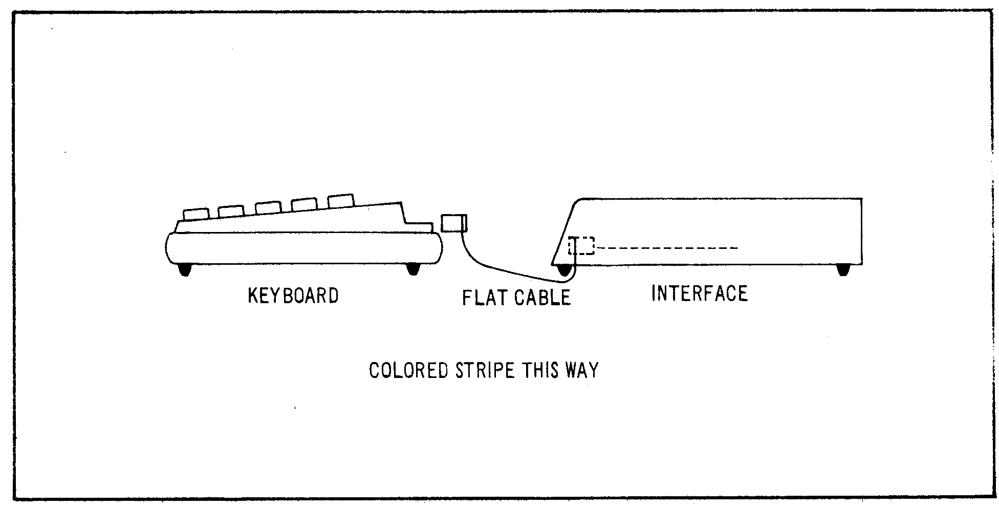 KEYBOARD
FLAT CABLE
INTERFACE
COLORED STRIPE THIS WAY